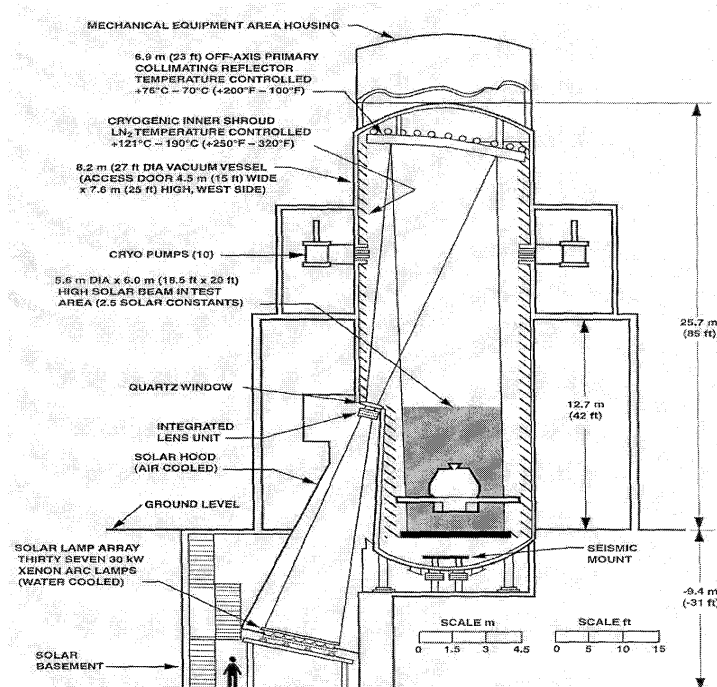 MECHANICAL EQUIPMENT AREA HOUSING
6.9 m (23 ft) OFF-AXIS PRIMARY
COLLIMATING REFLECTOR
TEMPERATURE CONTROLLED
+75°C – 70°C (+200°F – 100°F)
CRYOGENIC INNER SHROUD
LN2 TEMPERATURE CONTROLLED
+121°C – 190°C (+250°F – 320°F)
8.2 m (27 ft DIA VACUUM VESSEL
(ACCESS DOOR 4.5 m (15 ft) WIDE
x 7.6 m (25 ft) HIGH, WEST SIDE)
CRYO PUMPS (10)
5.6 m DIA x 6.0 m (18.5 ft x 20 ft)
HIGH SOLAR BEAM IN TEST
AREA (2.5 SOLAR CONSTANTS)
25.7 m
(85 ft)
QUARTZ WINDOW
12.7 m
(42 ft)
INTEGRATED
LENS UNIT
SOLAR HOOD
(AIR COOLED)
GROUND LEVEL
SOLAR LAMP ARRAY
THIRTY SEVEN 30 kW
XENON ARC LAMPS
(WATER COOLED)
SEISMIC
MOUNT
-9.4 m
(-31 ft)
SCALE m
0 1.5 3 4.5
SCALE ft
0 5 10 15
SOLAR
BASEMENT